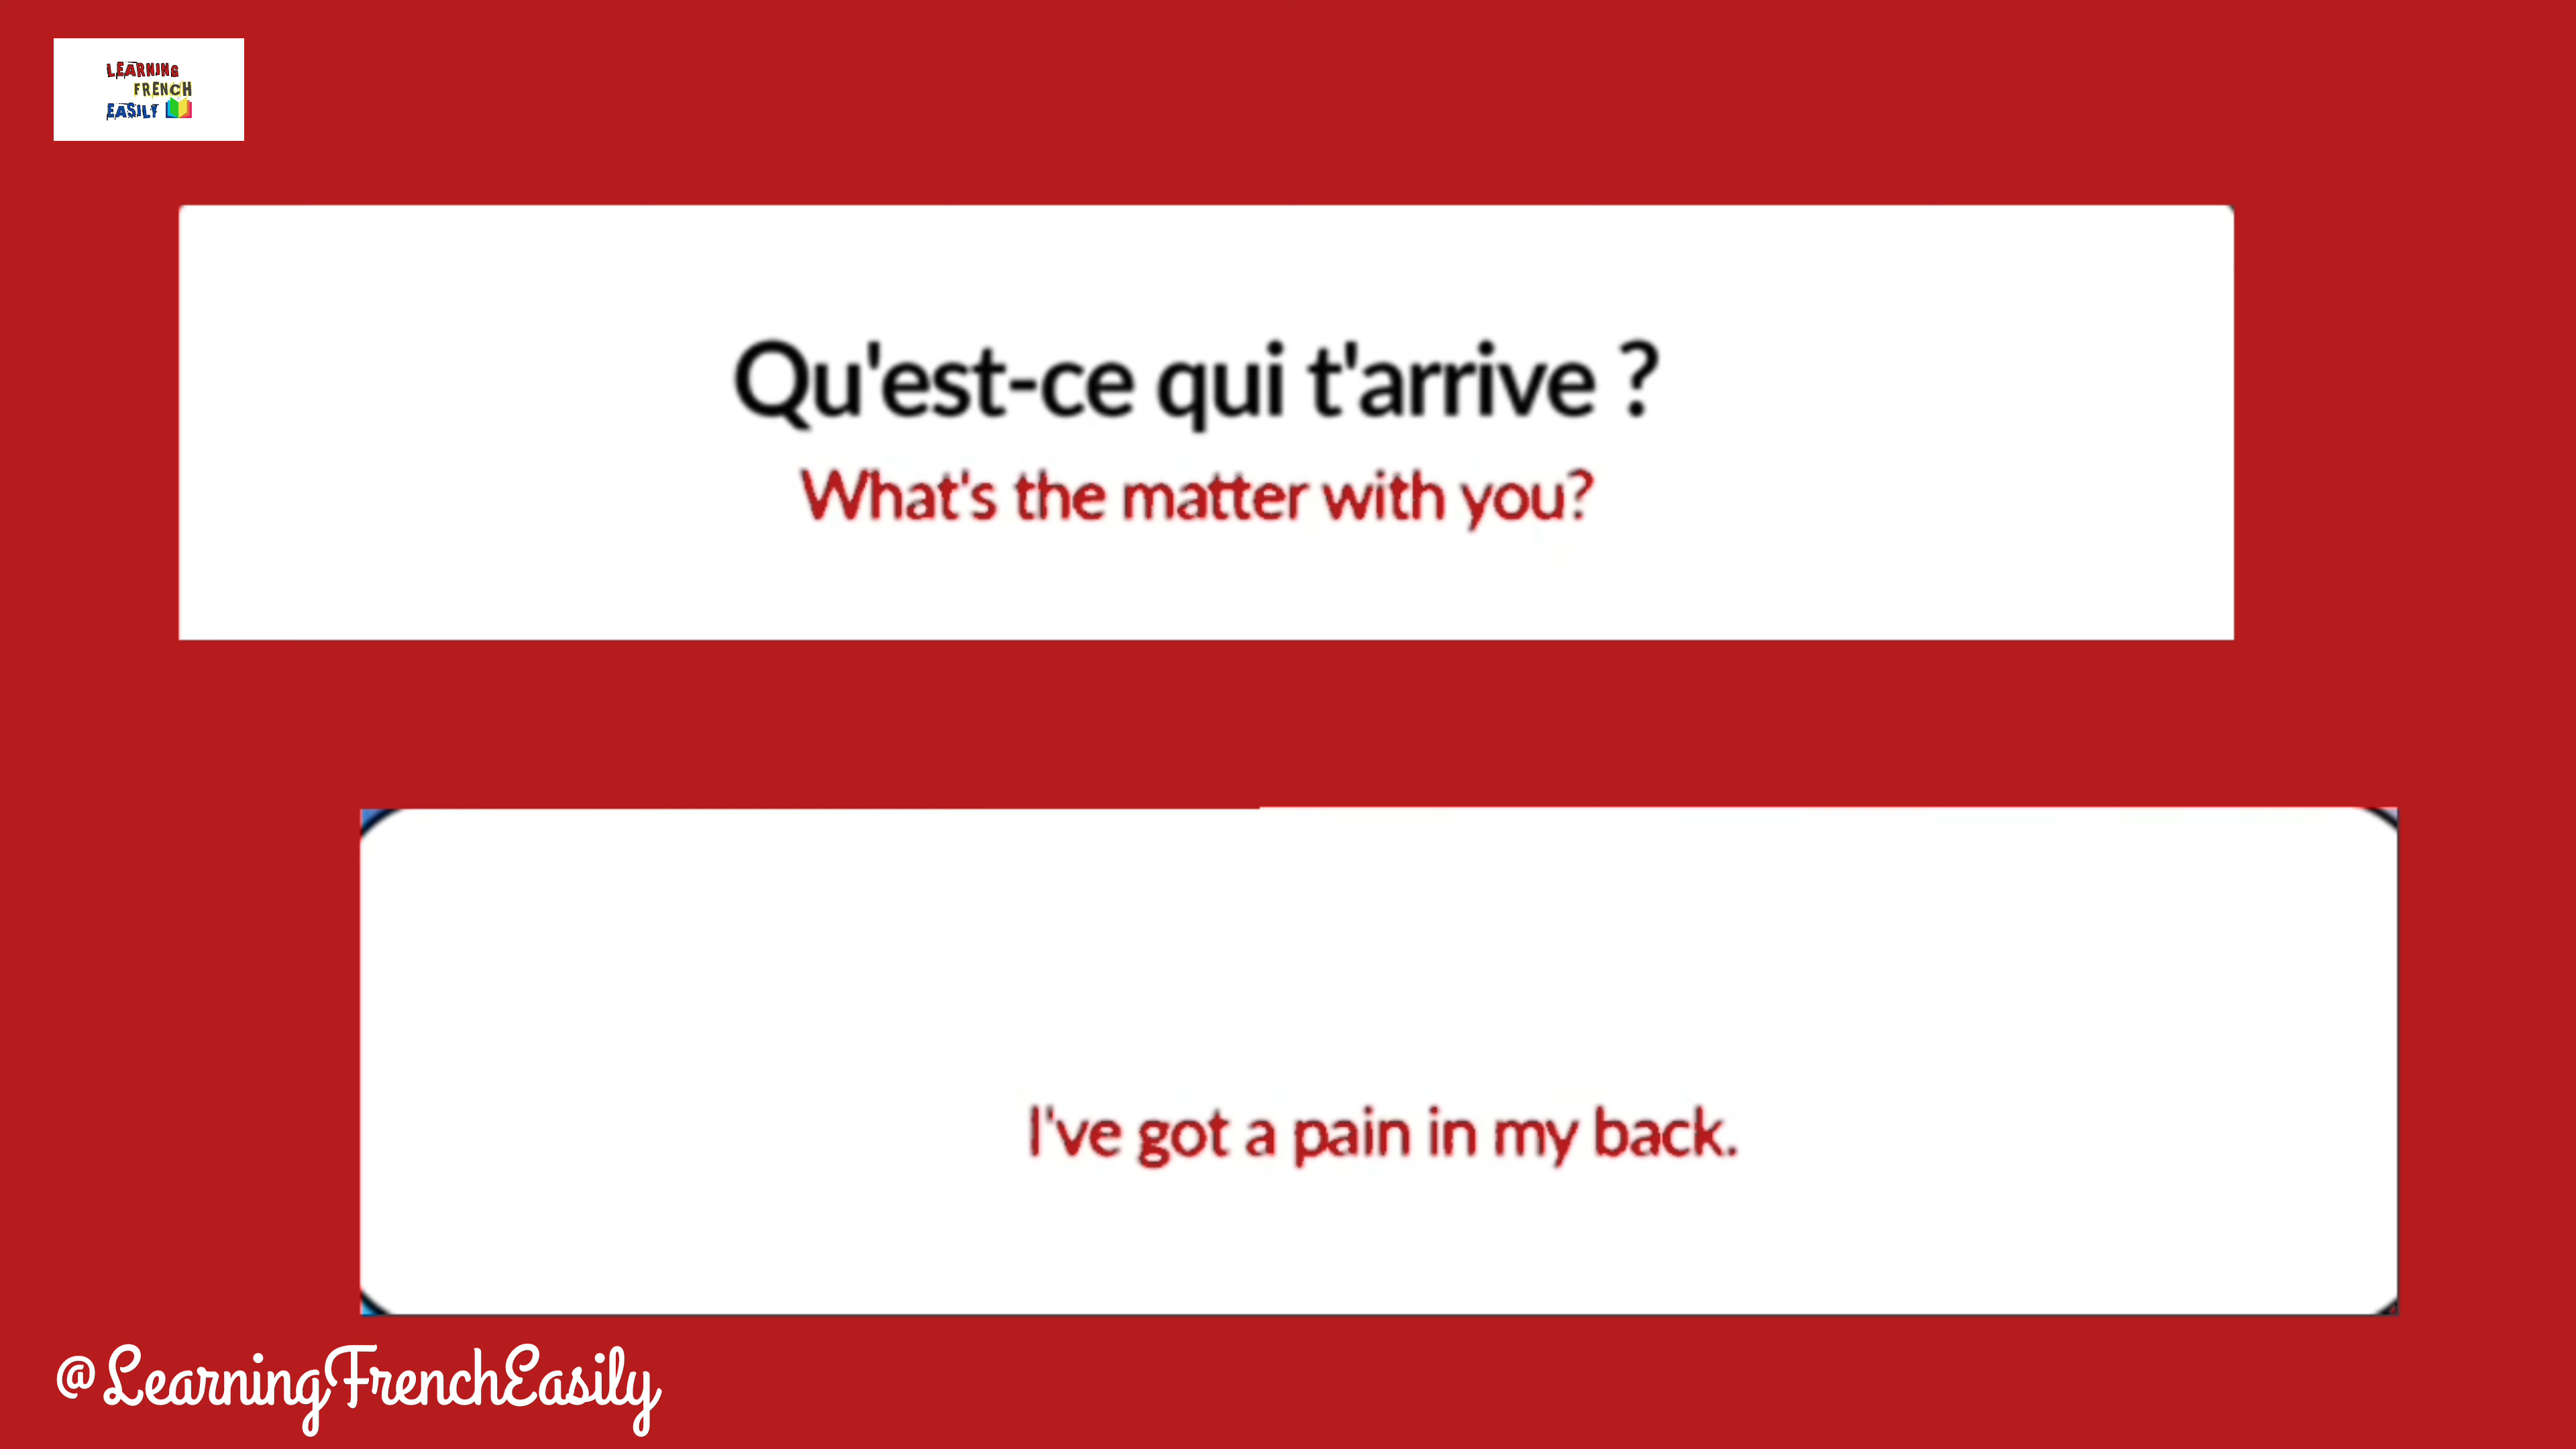 LEARNING
FRENCH
EASILY
Qu'est-ce qui t'arrive ?
What's the matter with you?
I've got a pain in my back.
@LearningFrenchEasily